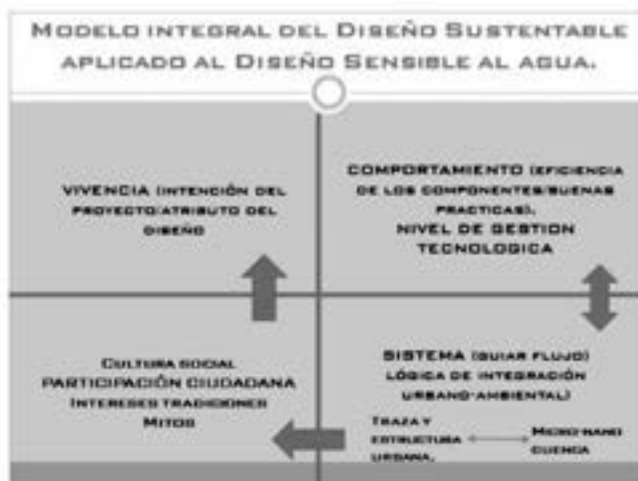 MODELO INTEGRAL DEL DISEÑO SUSTENTABLE
APLICADO AL DISEÑO SENSIBLE AL AGUA.
VIVENCIA (INTENCIÓN DEL
PROYECTO/ATRIBUTO DEL
DISEÑO
COMPORTAMIENTO (EFICIENCIA
DE LOS COMPONENTES/BUENAS
PRACTICAS).
NIVEL DE GESTION
TECNOLOGICA
CULTURA SOCIAL
PARTICIPACIÓN CIUDADANA
INTERESES TRADICIONES
MITOS
SISTEMA (GUIAR FLUJO)
LÓGICA DE INTEGRACIÓN
URBANO-AMBIENTAL)
TRAZA Y
ESTRUCTURA
URBANA.
MICRO-NANO
CUENCA